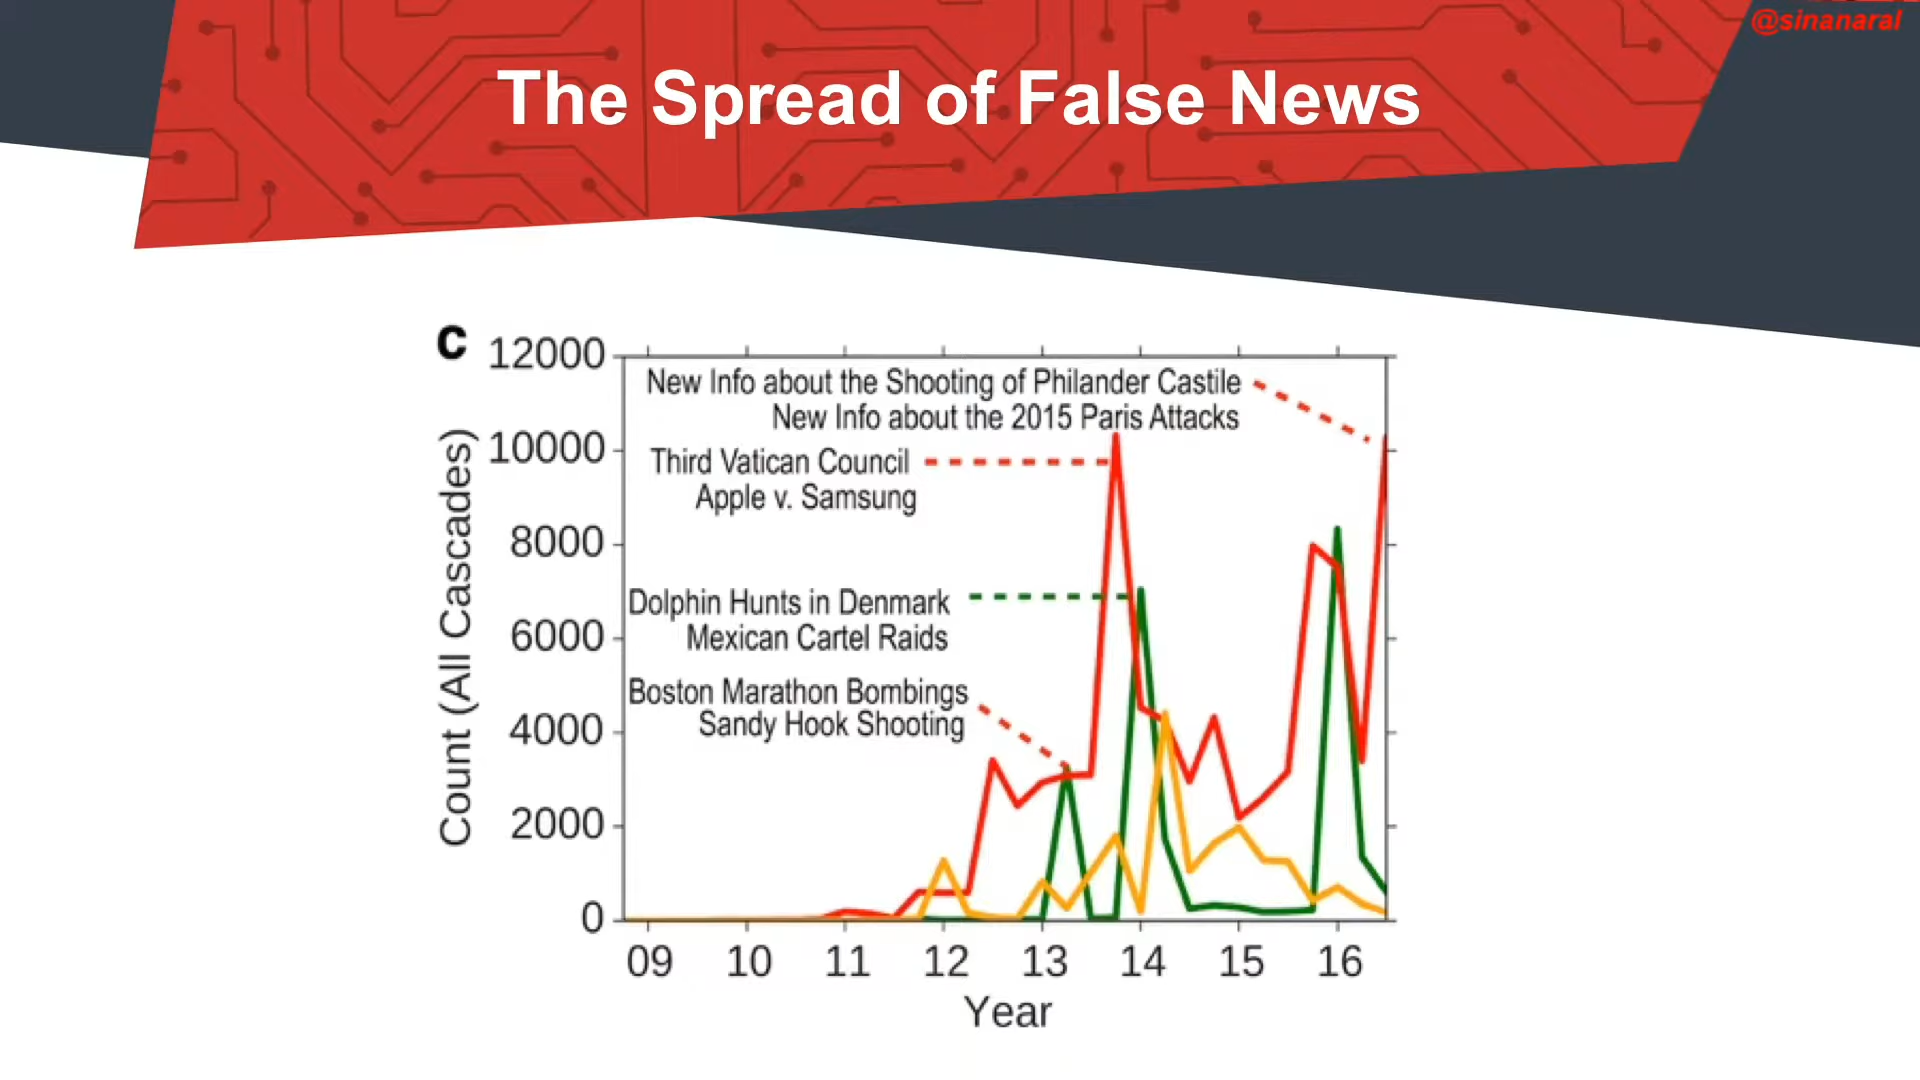 @sinanaral
The Spread of False News
c
12000
10000
8000
6000
4000
2000
0
Count (All Cascades)
New Info about the Shooting of Philander Castile
New Info about the 2015 Paris Attacks
Third Vatican Council
Apple v. Samsung
Dolphin Hunts in Denmark
Mexican Cartel Raids
Boston Marathon Bombings
Sandy Hook Shooting
09 10 11 12 13 14 15 16
Year